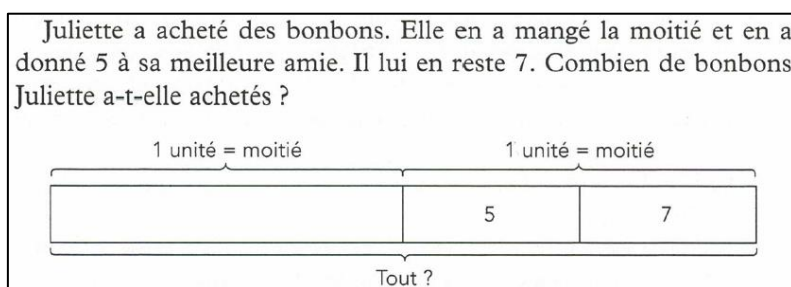 Juliette a acheté des bonbons. Elle en a mangé la moitié et en a
donné 5 à sa meilleure amie. Il lui en reste 7. Combien de bonbons
Juliette a-t-elle achetés ?
1 unité = moitié 1 unité = moitié
5 7
Tout ?